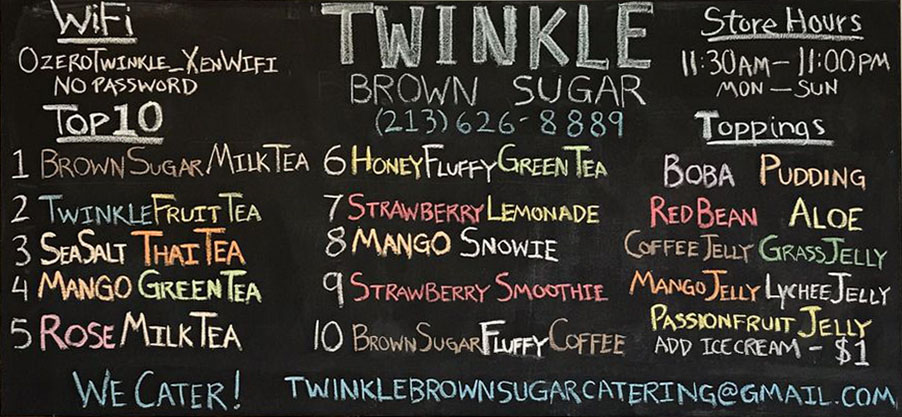 WiFi
OZEROTWINKLE_XENWIFI
NO PASSWORD
TOP 10
1 BROWN SUGAR MILK TEA
2 TWINKLE FRUIT TEA
3 SEA SALT THAI TEA
4 MANGO GREEN TEA
5 ROSE MILK TEA
TWINKLE
BROWN SUGAR
(213) 626-8889
6 HONEY FLUFFY GREEN TEA
7 STRAWBERRY LEMONADE
8 MANGO SNOWIE
9 STRAWBERRY SMOOTHIE
10 BROWN SUGAR FLUFFY COFFEE
STORE HOURS
11:30AM - 11:00PM
MON - SUN
TOPPINGS
BOBA PUDDING
RED BEAN ALOE
COFFEE JELLY GRASS JELLY
MANGO JELLY LYCHEE JELLY
PASSIONFRUIT JELLY
ADD ICE CREAM - $1
WE CATER! TWINKLEBROWNSUGARCATERING@GMAIL.COM